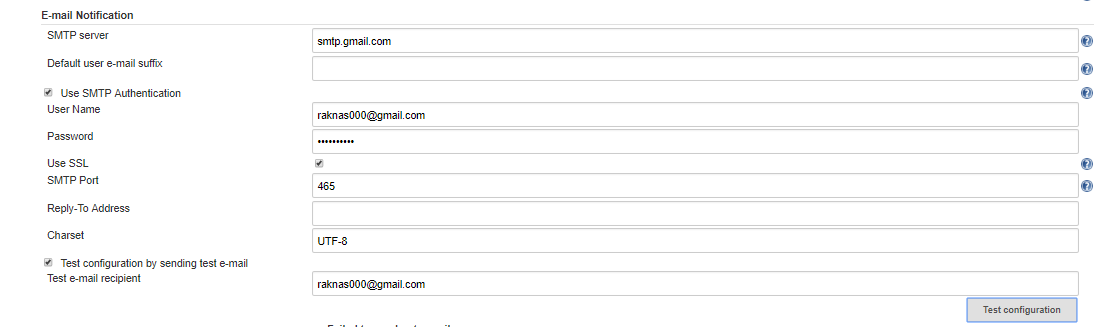 E-mail Notification
SMTP server
smtp.gmail.com
Default user e-mail suffix
Use SMTP Authentication
User Name
raknas000@gmail.com
Password
••••••••••
Use SSL
SMTP Port
465
Reply-To Address
Charset
UTF-8
Test configuration by sending test e-mail
Test e-mail recipient
raknas000@gmail.com
Test configuration